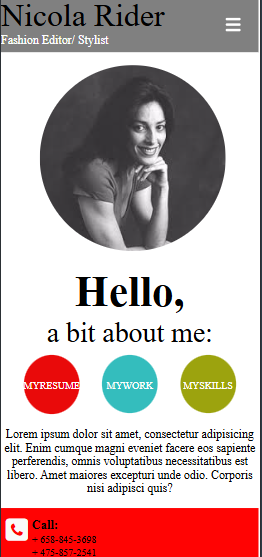 Nicola Rider
Fashion Editor/ Stylist
Hello,
a bit about me:
MYRESUME MYWORK MYSKILLS
Lorem ipsum dolor sit amet, consectetur adipisicing
elit. Enim cumque magni eveniet facere eos sapiente
perferendis, omnis voluptatibus necessitatibus est
libero. Amet maiores excepturi unde odio. Corporis
nisi adipisci quis?
Call:
+ 658-845-3698
+ 475-857-2541